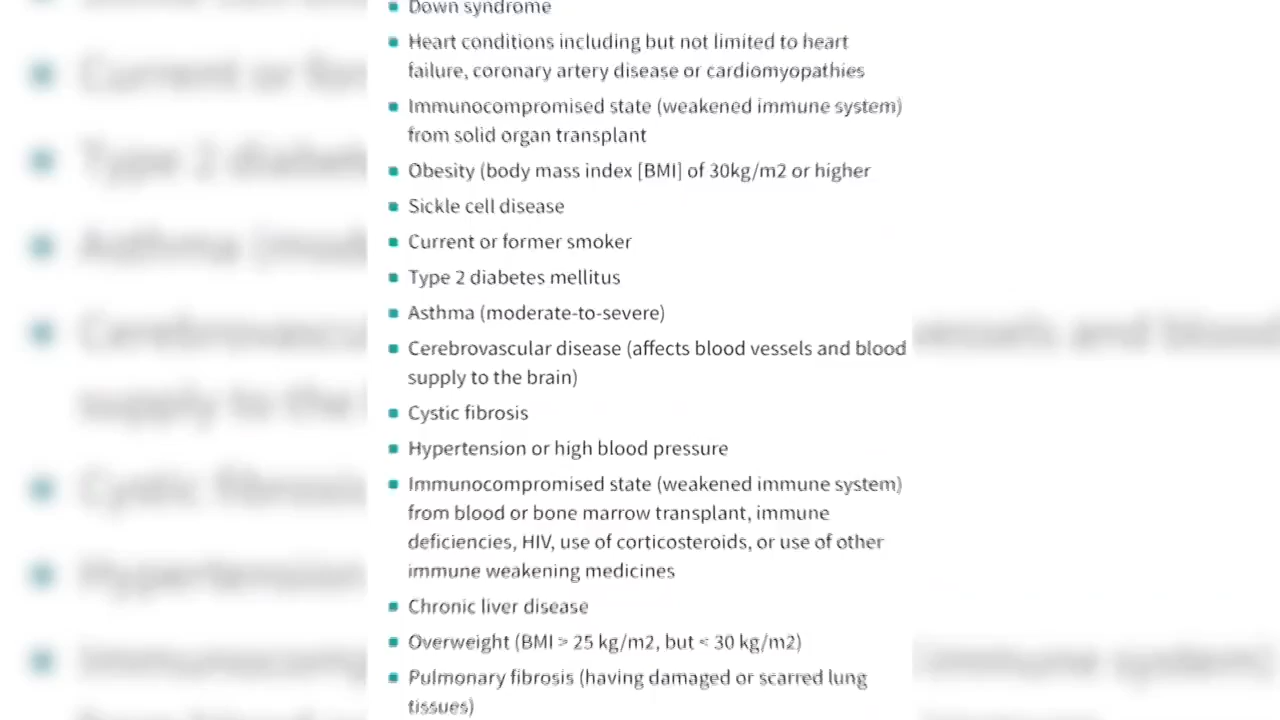 Down syndrome
Heart conditions including but not limited to heart
failure, coronary artery disease or cardiomyopathies
Immunocompromised state (weakened immune system)
from solid organ transplant
Obesity (body mass index [BMI] of 30kg/m2 or higher
Sickle cell disease
Current or former smoker
Type 2 diabetes mellitus
Asthma (moderate-to-severe)
Cerebrovascular disease (affects blood vessels and blood
supply to the brain)
Cystic fibrosis
Hypertension or high blood pressure
Immunocompromised state (weakened immune system)
from blood or bone marrow transplant, immune
deficiencies, HIV, use of corticosteroids, or use of other
immune weakening medicines
Chronic liver disease
Overweight (BMI > 25 kg/m2, but < 30 kg/m2)
Pulmonary fibrosis (having damaged or scarred lung
tissues)